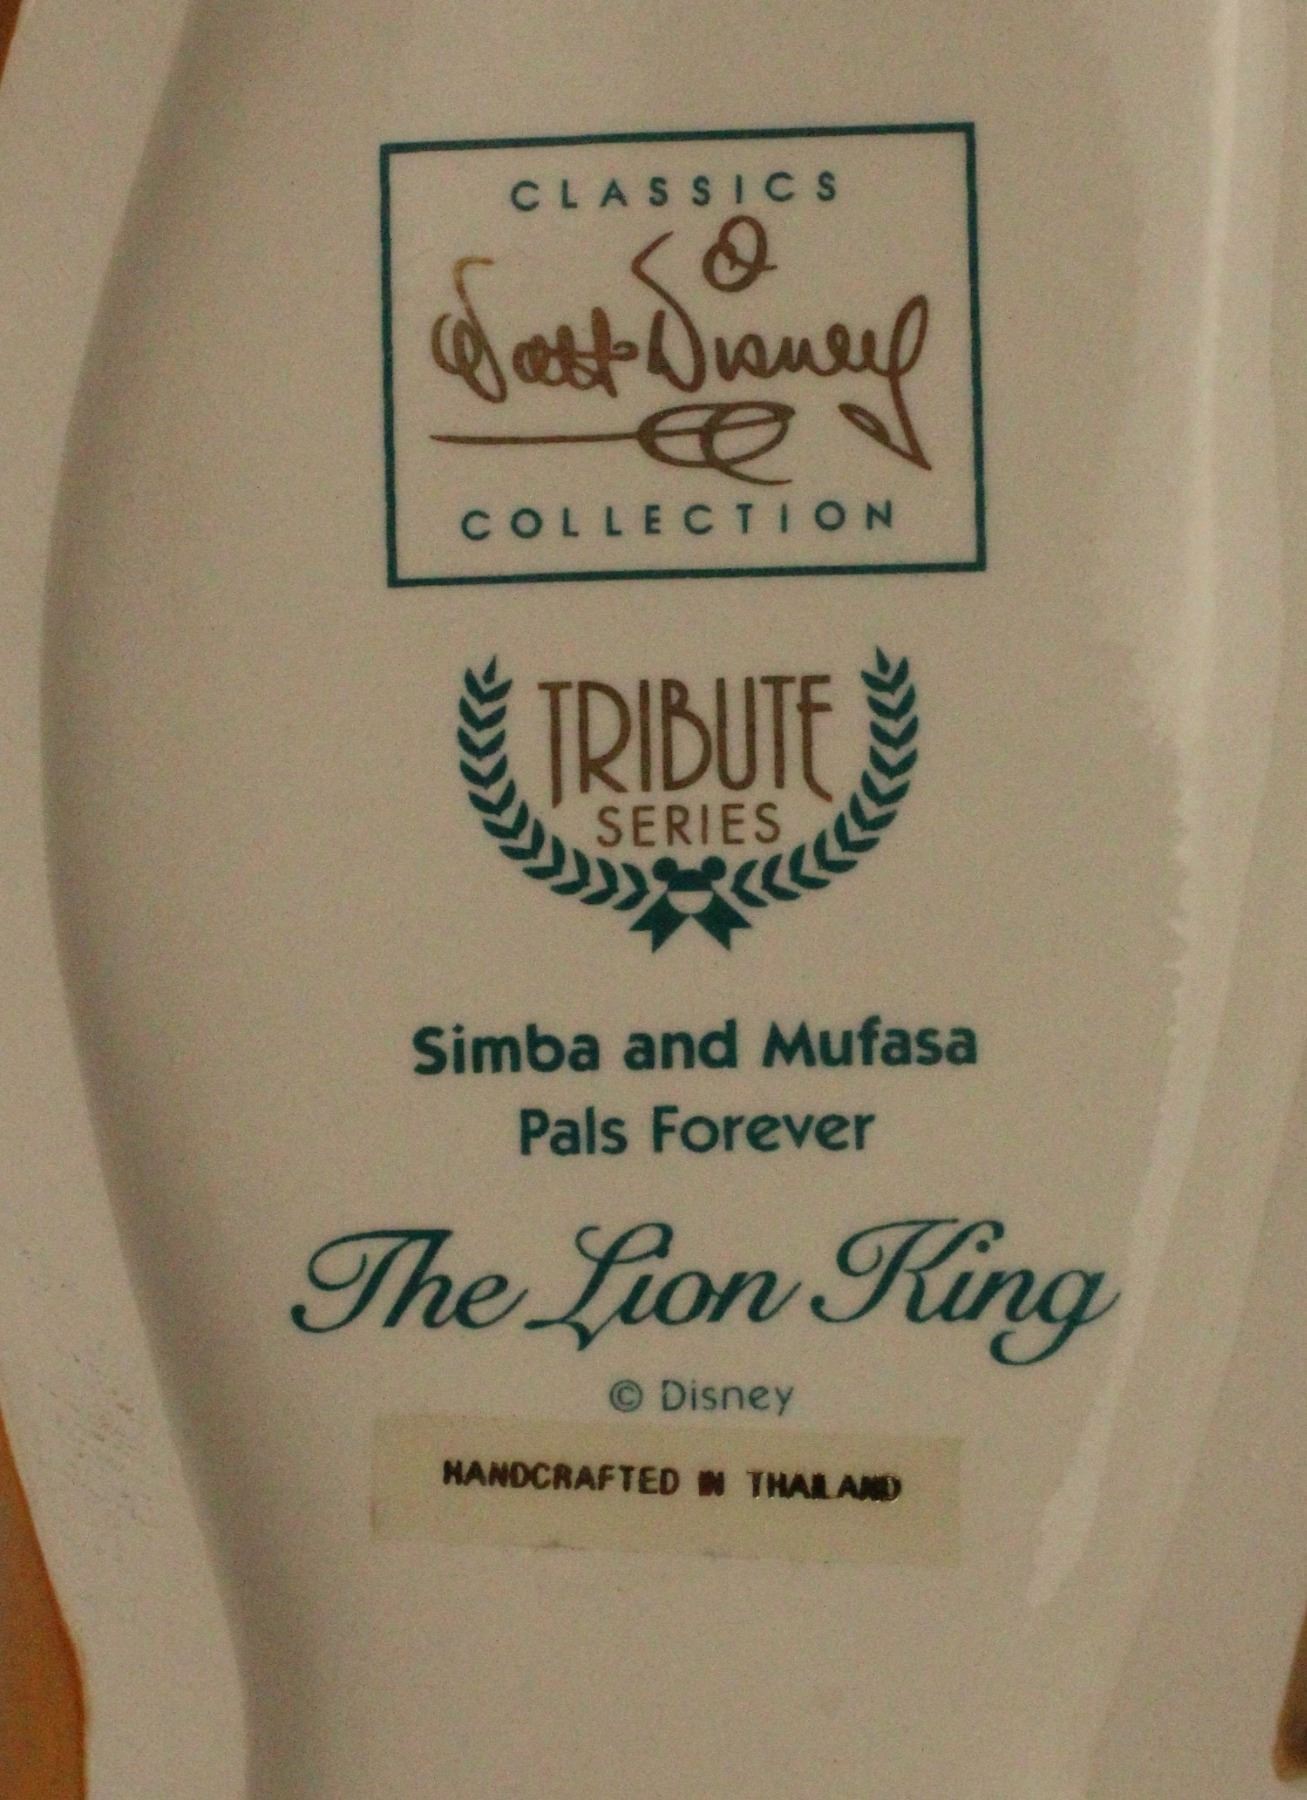 CLASSICS
Walt Disney
COLLECTION
TRIBUTE
SERIES
Simba and Mufasa
Pals Forever
The Lion King
© Disney
HANDCRAFTED IN THAILAND